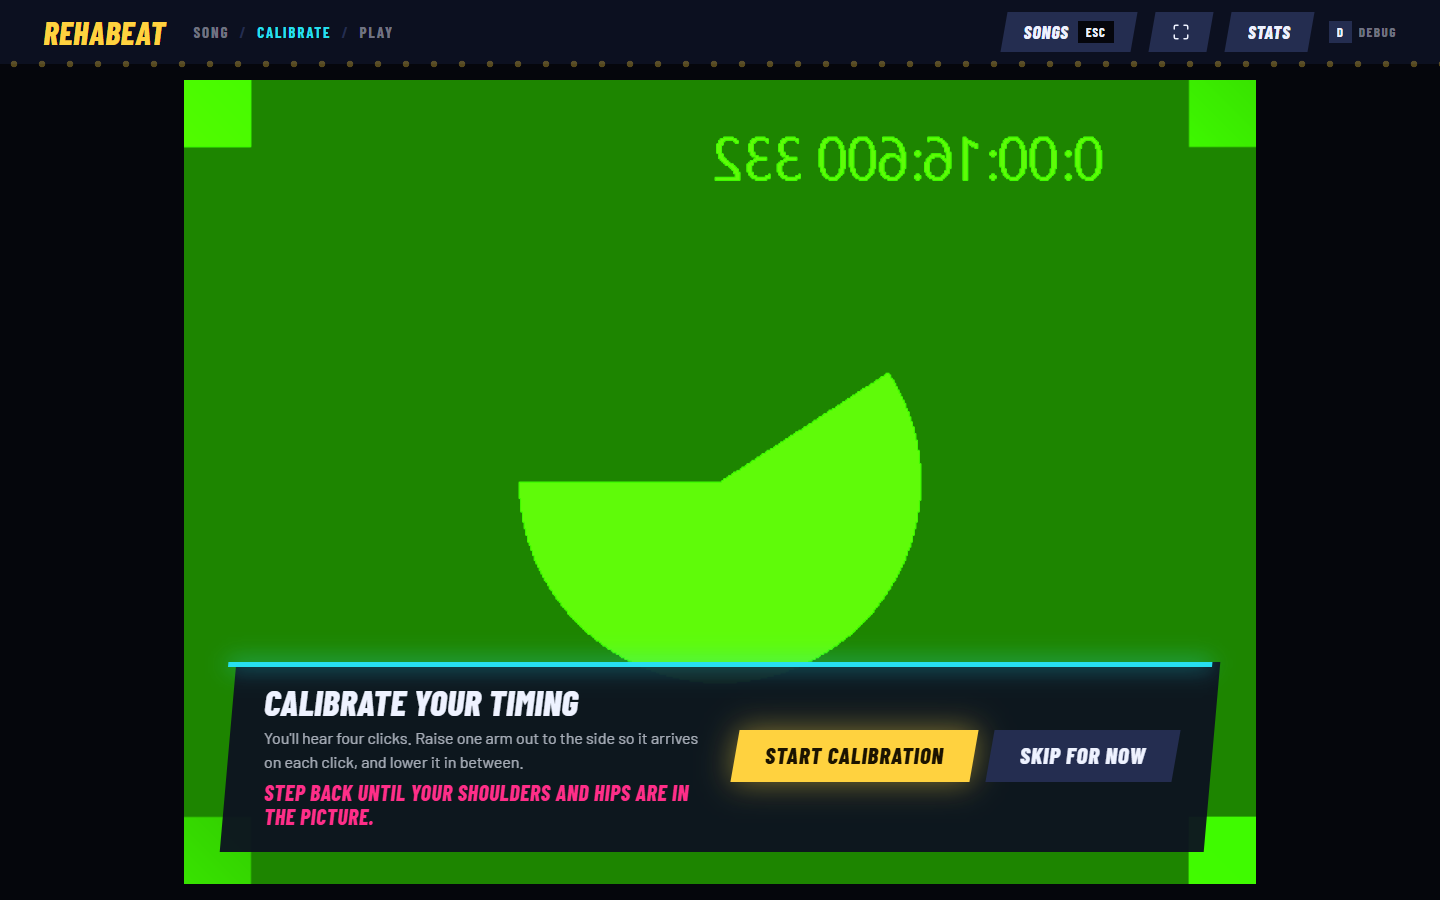 REHABEAT SONG / CALIBRATE / PLAY SONGS ESC STATS D DEBUG
0:00:16:600 332
CALIBRATE YOUR TIMING
You'll hear four clicks. Raise one arm out to the side so it arrives
on each click, and lower it in between.
STEP BACK UNTIL YOUR SHOULDERS AND HIPS ARE IN
THE PICTURE.
START CALIBRATION SKIP FOR NOW